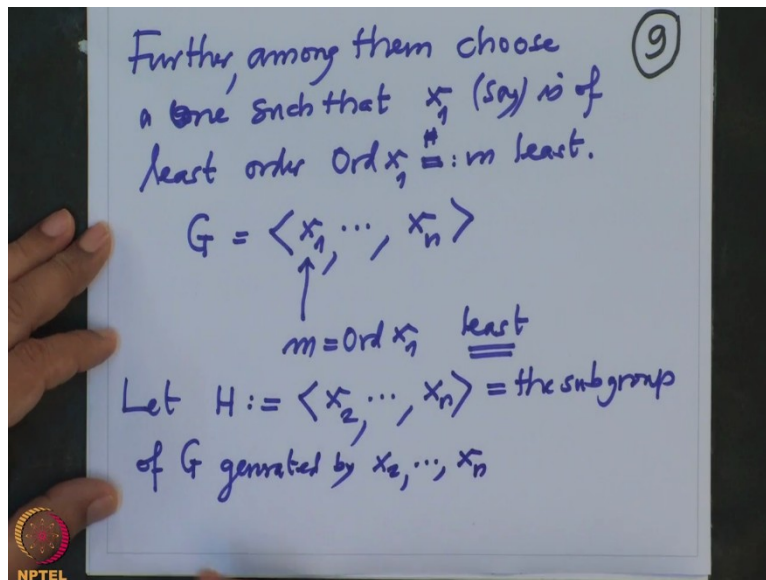 Further, among them choose
a one such that x₁ (say) is of
least order Ord x₁ =: m least.
G = ⟨x₁, ⋯, xₙ⟩
m = Ord x₁ least
Let H := ⟨x₂, ⋯, xₙ⟩ = the subgroup
of G genrated by x₂, ⋯, xₙ
9
NPTEL